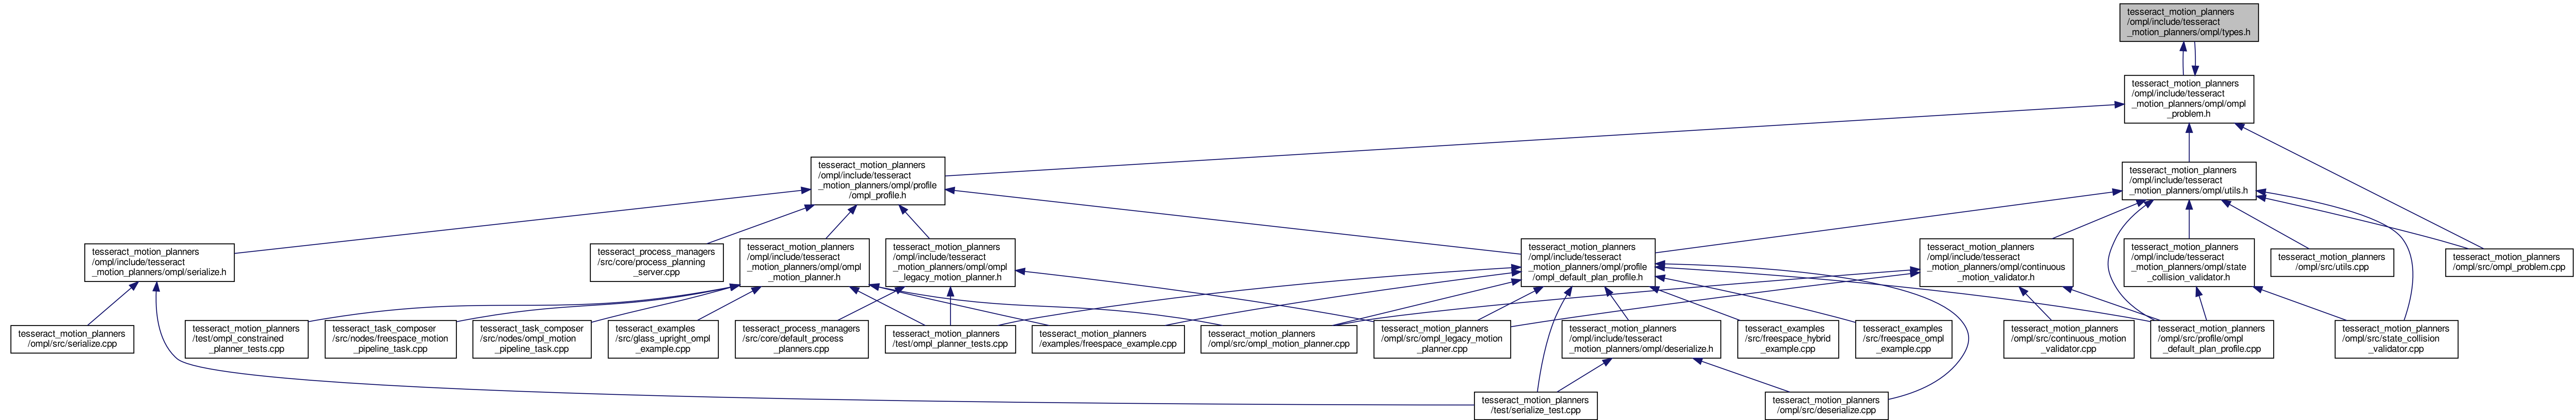 tesseract_motion_planners
/ompl/include/tesseract
_motion_planners/ompl/types.h
tesseract_motion_planners
/ompl/include/tesseract
_motion_planners/ompl/ompl
_problem.h
tesseract_motion_planners
/ompl/include/tesseract
_motion_planners/ompl/profile
/ompl_profile.h
tesseract_motion_planners
/ompl/include/tesseract
_motion_planners/ompl/utils.h
tesseract_motion_planners
/ompl/include/tesseract
_motion_planners/ompl/serialize.h
tesseract_process_managers
/src/core/process_planning
_server.cpp
tesseract_motion_planners
/ompl/include/tesseract
_motion_planners/ompl/ompl
_motion_planner.h
tesseract_motion_planners
/ompl/include/tesseract
_motion_planners/ompl/ompl
_legacy_motion_planner.h
tesseract_motion_planners
/ompl/include/tesseract
_motion_planners/ompl/profile
/ompl_default_plan_profile.h
tesseract_motion_planners
/ompl/include/tesseract
_motion_planners/ompl/continuous
_motion_validator.h
tesseract_motion_planners
/ompl/include/tesseract
_motion_planners/ompl/state
_collision_validator.h
tesseract_motion_planners
/ompl/src/utils.cpp
tesseract_motion_planners
/ompl/src/ompl_problem.cpp
tesseract_motion_planners
/ompl/src/serialize.cpp
tesseract_motion_planners
/test/ompl_constrained
_planner_tests.cpp
tesseract_task_composer
/src/nodes/freespace_motion
_pipeline_task.cpp
tesseract_task_composer
/src/nodes/ompl_motion
_pipeline_task.cpp
tesseract_examples
/src/glass_upright_ompl
_example.cpp
tesseract_process_managers
/src/core/default_process
_planners.cpp
tesseract_motion_planners
/test/ompl_planner_tests.cpp
tesseract_motion_planners
/examples/freespace_example.cpp
tesseract_motion_planners
/ompl/src/ompl_motion_planner.cpp
tesseract_motion_planners
/ompl/src/ompl_legacy_motion
_planner.cpp
tesseract_motion_planners
/ompl/include/tesseract
_motion_planners/ompl/deserialize.h
tesseract_examples
/src/freespace_hybrid
_example.cpp
tesseract_examples
/src/freespace_ompl
_example.cpp
tesseract_motion_planners
/ompl/src/continuous_motion
_validator.cpp
tesseract_motion_planners
/ompl/src/profile/ompl
_default_plan_profile.cpp
tesseract_motion_planners
/ompl/src/state_collision
_validator.cpp
tesseract_motion_planners
/test/serialize_test.cpp
tesseract_motion_planners
/ompl/src/deserialize.cpp